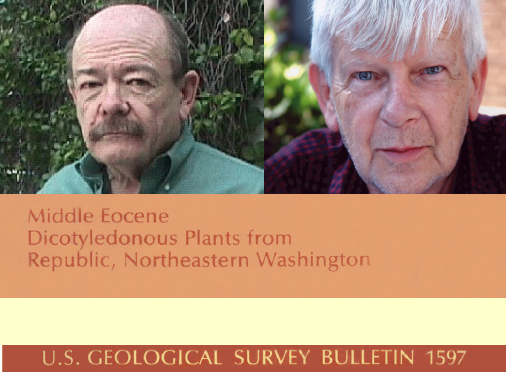 Middle Eocene
Dicotyledonous Plants from
Republic, Northeastern Washington
U.S. GEOLOGICAL SURVEY BULLETIN 1597